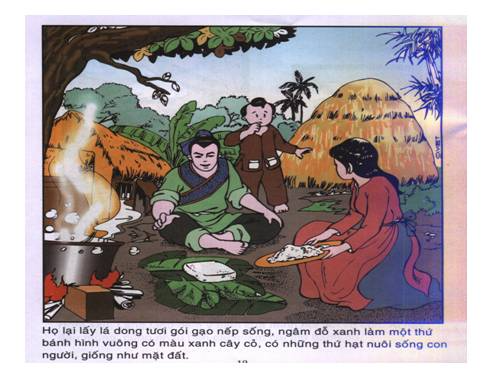 ©VIET
Họ lại lấy lá dong tươi gói gạo nếp sống, ngâm đỗ xanh làm một thứ
bánh hình vuông có màu xanh cây cỏ, có những thứ hạt nuôi sống con
người, giống như mặt đất.